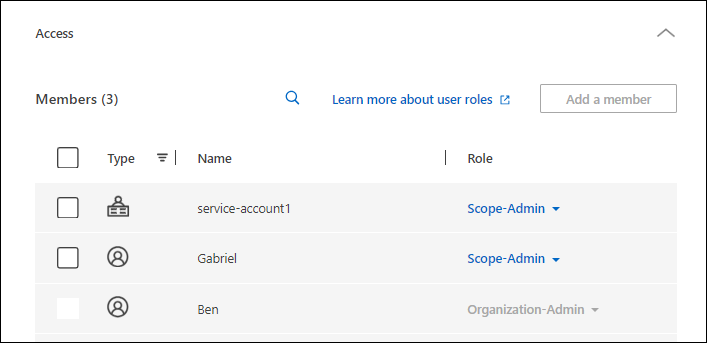 Access
Members (3) Learn more about user roles Add a member
Type Name Role
service-account1 Scope-Admin
Gabriel Scope-Admin
Ben Organization-Admin